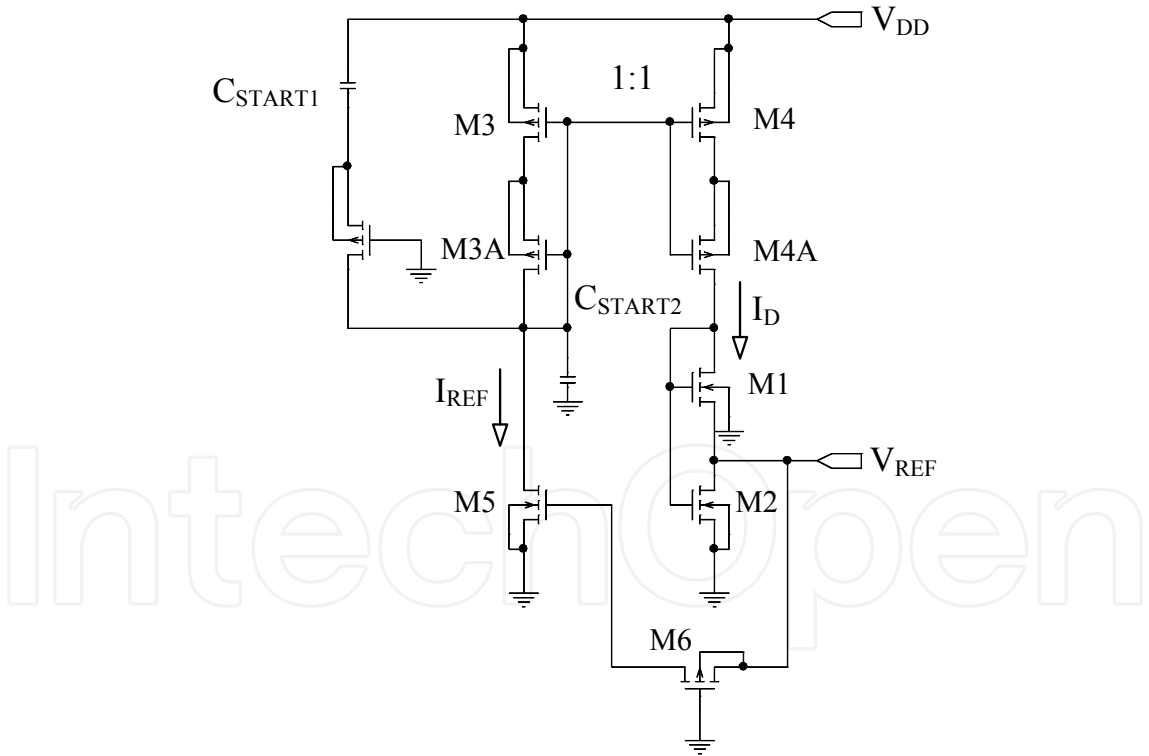 V_DD
C_START1
1:1
M3
M4
M3A
M4A
C_START2
I_D
M1
I_REF
V_REF
M5
M2
M6
IntechOpen